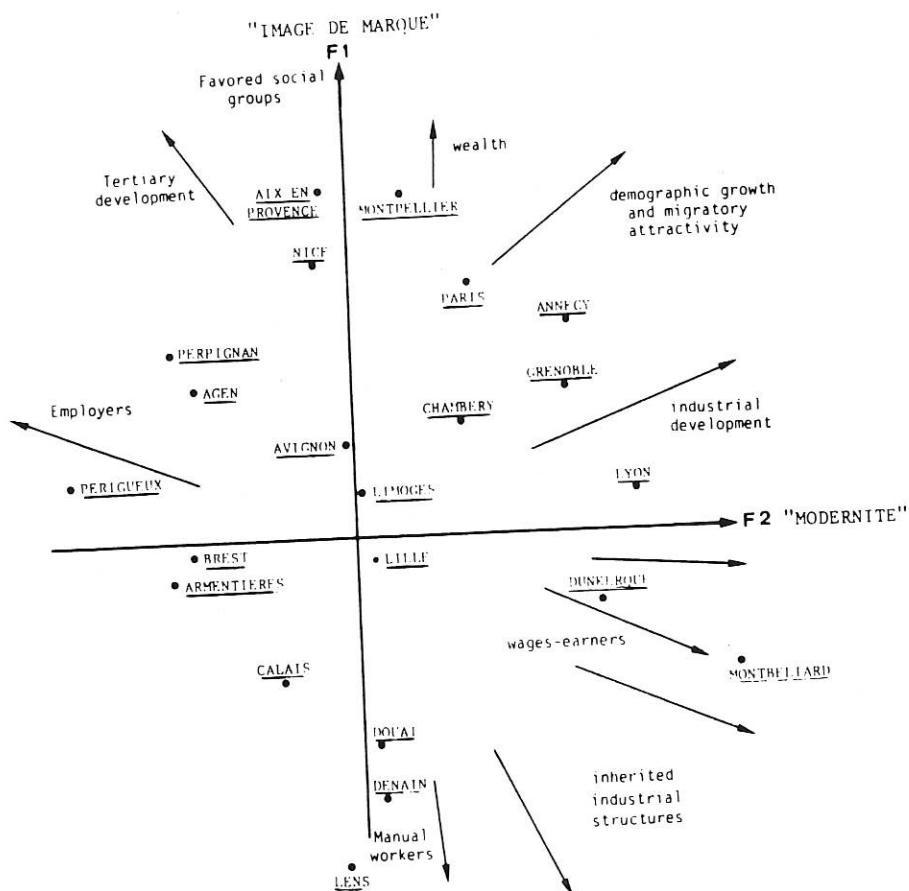 "IMAGE DE MARQUE"
F1
Favored social
groups
wealth
Tertiary
development
AIX EN
PROVENCE
MONTPELLIER
demographic growth
and migratory
attractivity
NICE
PARIS
ANNECY
PERPIGNAN
GRENOBLE
AGEN
CHAMBERY
Employers
industrial
development
AVIGNON
LYON
PERIGUEUX
LIMOGES
F2 "MODERNITE"
BREST
LILLE
ARMENTIERES
DUNKERQUE
wages-earners
CALAIS
MONTBELIARD
DOUAI
inherited
industrial
structures
DENAIN
Manual
workers
LENS